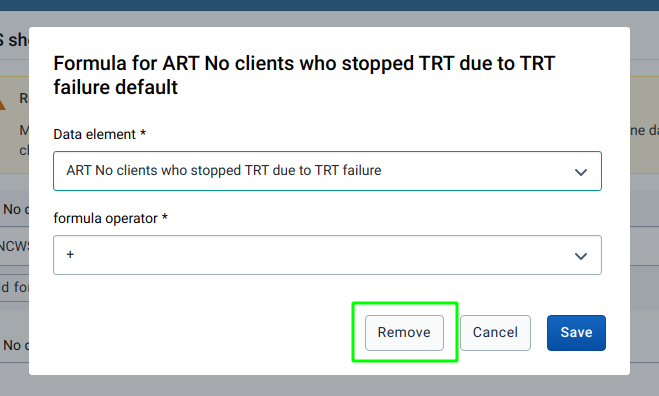 S sh
Formula for ART No clients who stopped TRT due to TRT
failure default
R
M
ne da
cl
Data element *
ART No clients who stopped TRT due to TRT failure
No c
formula operator *
NCWS
+
d for
Remove
Cancel
Save
No c